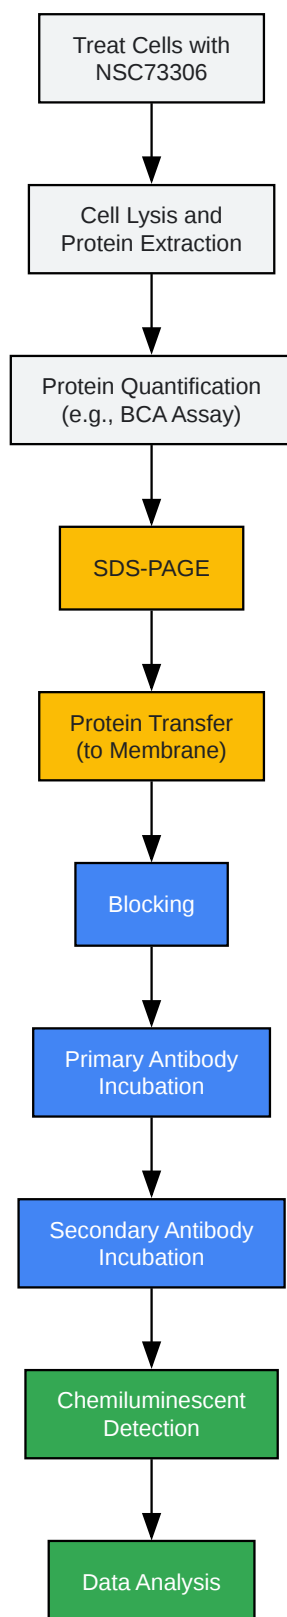 Treat Cells with
NSC73306
Cell Lysis and
Protein Extraction
Protein Quantification
(e.g., BCA Assay)
SDS-PAGE
Protein Transfer
(to Membrane)
Blocking
Primary Antibody
Incubation
Secondary Antibody
Incubation
Chemiluminescent
Detection
Data Analysis